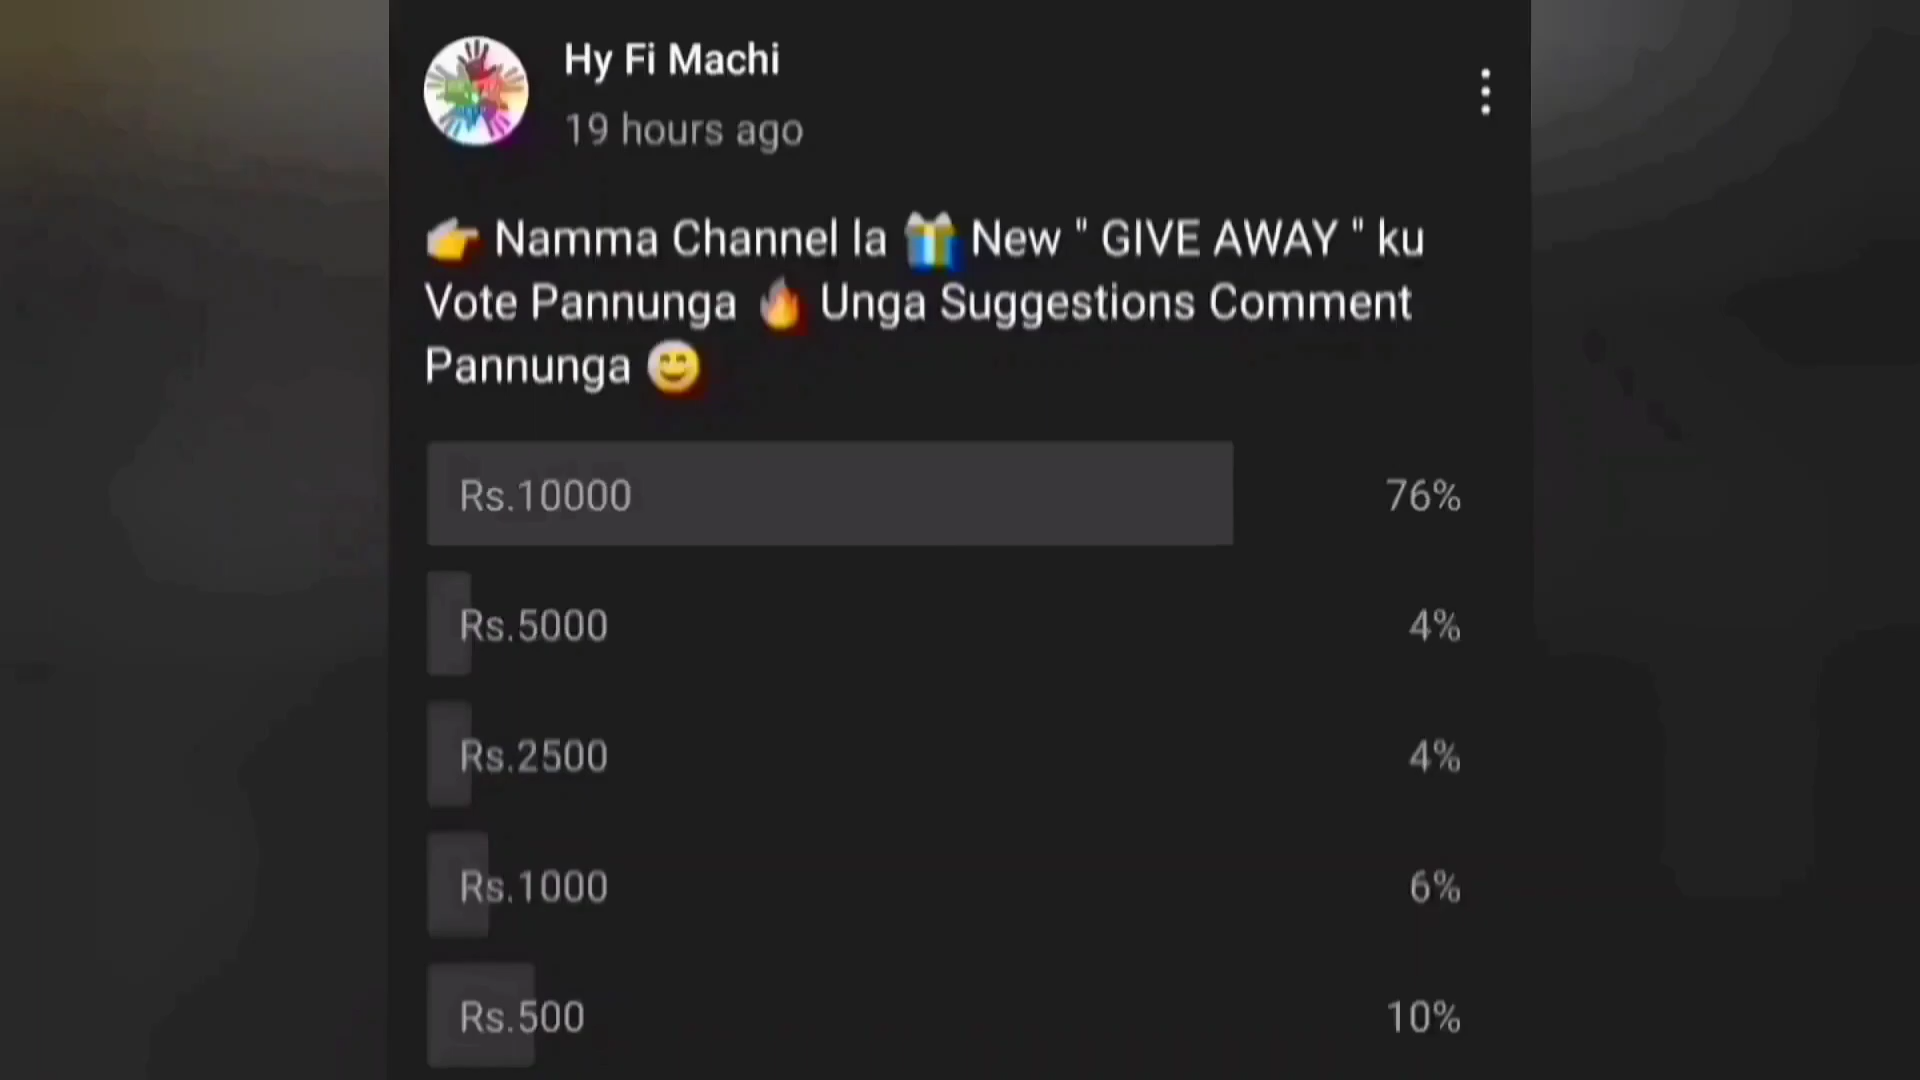 Hy Fi Machi
19 hours ago
👉 Namma Channel la 🎁 New " GIVE AWAY " ku
Vote Pannunga 🔥 Unga Suggestions Comment
Pannunga 😄
Rs.10000 76%
Rs.5000 4%
Rs.2500 4%
Rs.1000 6%
Rs.500 10%